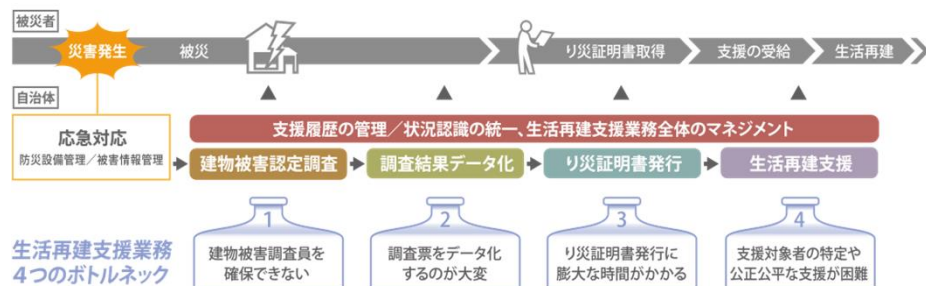 被災者
災害発生
被災
り災証明書取得
支援の受給
生活再建
自治体
応急対応
防災設備管理／被害情報管理
支援履歴の管理／状況認識の統一、生活再建支援業務全体のマネジメント
建物被害認定調査
調査結果データ化
り災証明書発行
生活再建支援
生活再建支援業務
4つのボトルネック
1
建物被害調査員を
確保できない
2
調査票をデータ化
するのが大変
3
り災証明書発行に
膨大な時間がかかる
4
支援対象者の特定や
公正公平な支援が困難